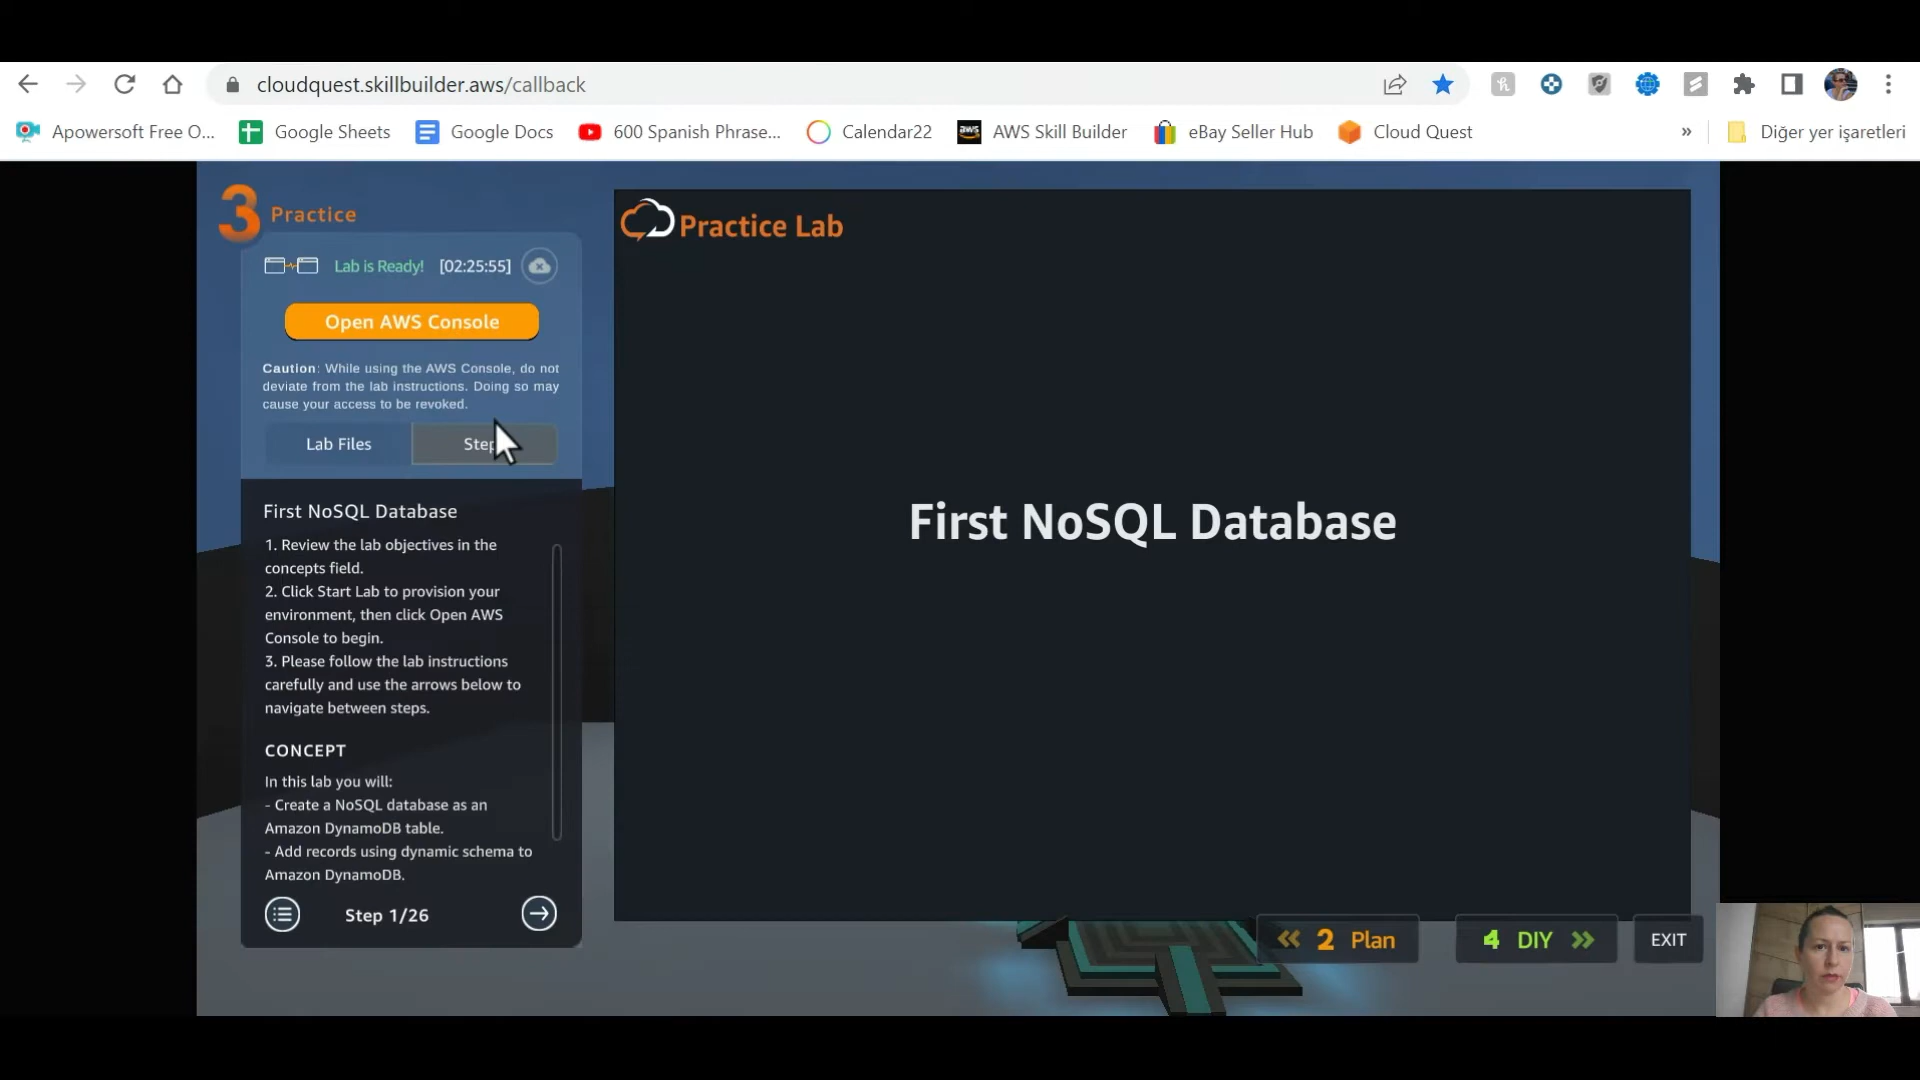 cloudquest.skillbuilder.aws/callback
Apowersoft Free O...
Google Sheets
Google Docs
600 Spanish Phrase...
Calendar22
aws
AWS Skill Builder
eBay Seller Hub
Cloud Quest
»
Diğer yer işaretleri
3 Practice
Lab is Ready! [02:25:55]
Open AWS Console
Caution: While using the AWS Console, do not
deviate from the lab instructions. Doing so may
cause your access to be revoked.
Lab Files
First NoSQL Database
1. Review the lab objectives in the
concepts field.
2. Click Start Lab to provision your
environment, then click Open AWS
Console to begin.
3. Please follow the lab instructions
carefully and use the arrows below to
navigate between steps.
CONCEPT
In this lab you will:
- Create a NoSQL database as an
Amazon DynamoDB table.
- Add records using dynamic schema to
Amazon DynamoDB.
Step 1/26
Practice Lab
First NoSQL Database
2 Plan
4 DIY
EXIT